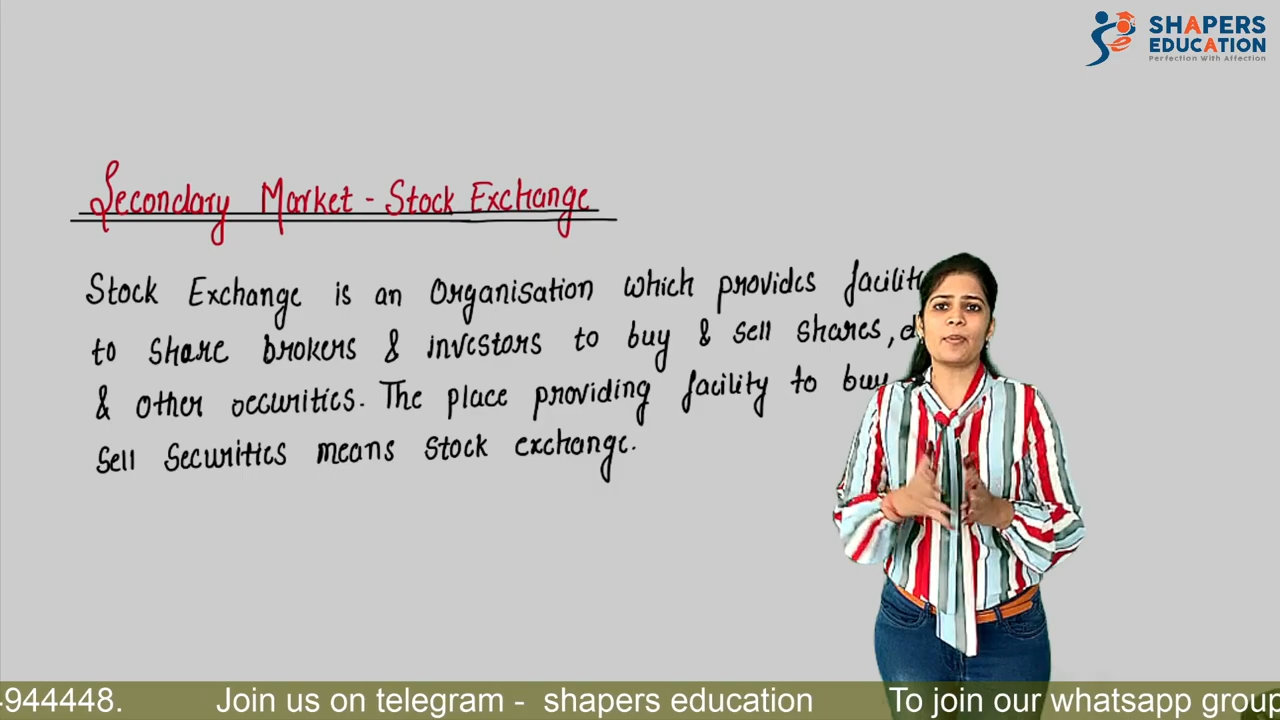 SHAPERS
EDUCATION
Perfection With Affection
Secondary Market - Stock Exchange
Stock Exchange is an Organisation which provides
to share brokers & investors to buy & sell shares,
& other securities. The place providing facility to buy
sell securities means stock exchange.
-944448. Join us on telegram - shapers education To join our whatsapp group